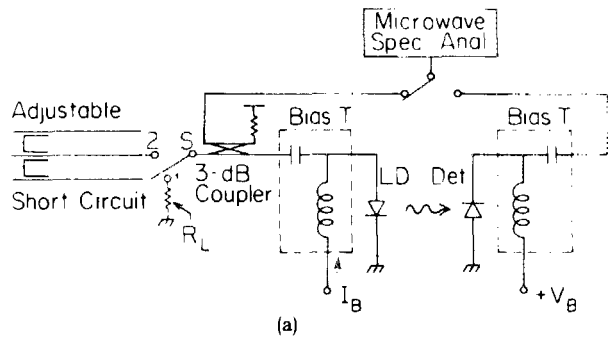 Microwave
Spec Anal
Adjustable
2
S
Bias T
Bias T
1
3-dB
Coupler
LD
Det
Short Circuit
R_L
I_B
+V_B
(a)